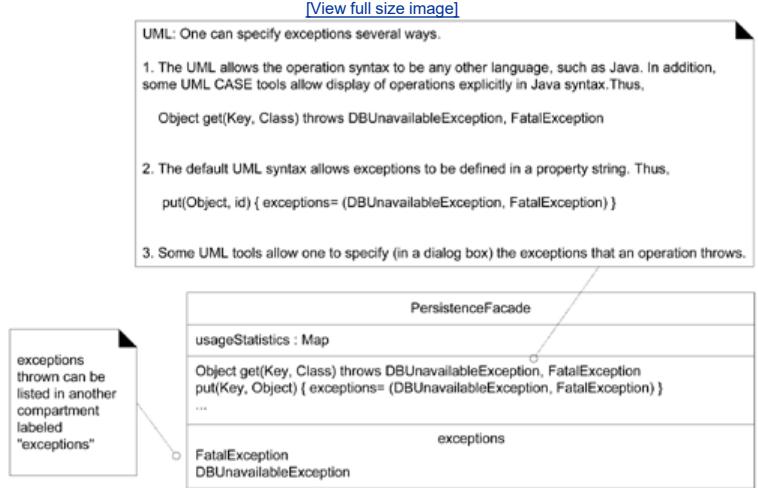 [View full size image]
UML: One can specify exceptions several ways.
1. The UML allows the operation syntax to be any other language, such as Java. In addition,
some UML CASE tools allow display of operations explicitly in Java syntax.Thus,
Object get(Key, Class) throws DBUnavailableException, FatalException
2. The default UML syntax allows exceptions to be defined in a property string. Thus,
put(Object, id) { exceptions= (DBUnavailableException, FatalException) }
3. Some UML tools allow one to specify (in a dialog box) the exceptions that an operation throws.
PersistenceFacade
usageStatistics : Map
Object get(Key, Class) throws DBUnavailableException, FatalException
put(Key, Object) { exceptions= (DBUnavailableException, FatalException) }
...
exceptions
FatalException
DBUnavailableException
exceptions
thrown can be
listed in another
compartment
labeled
"exceptions"